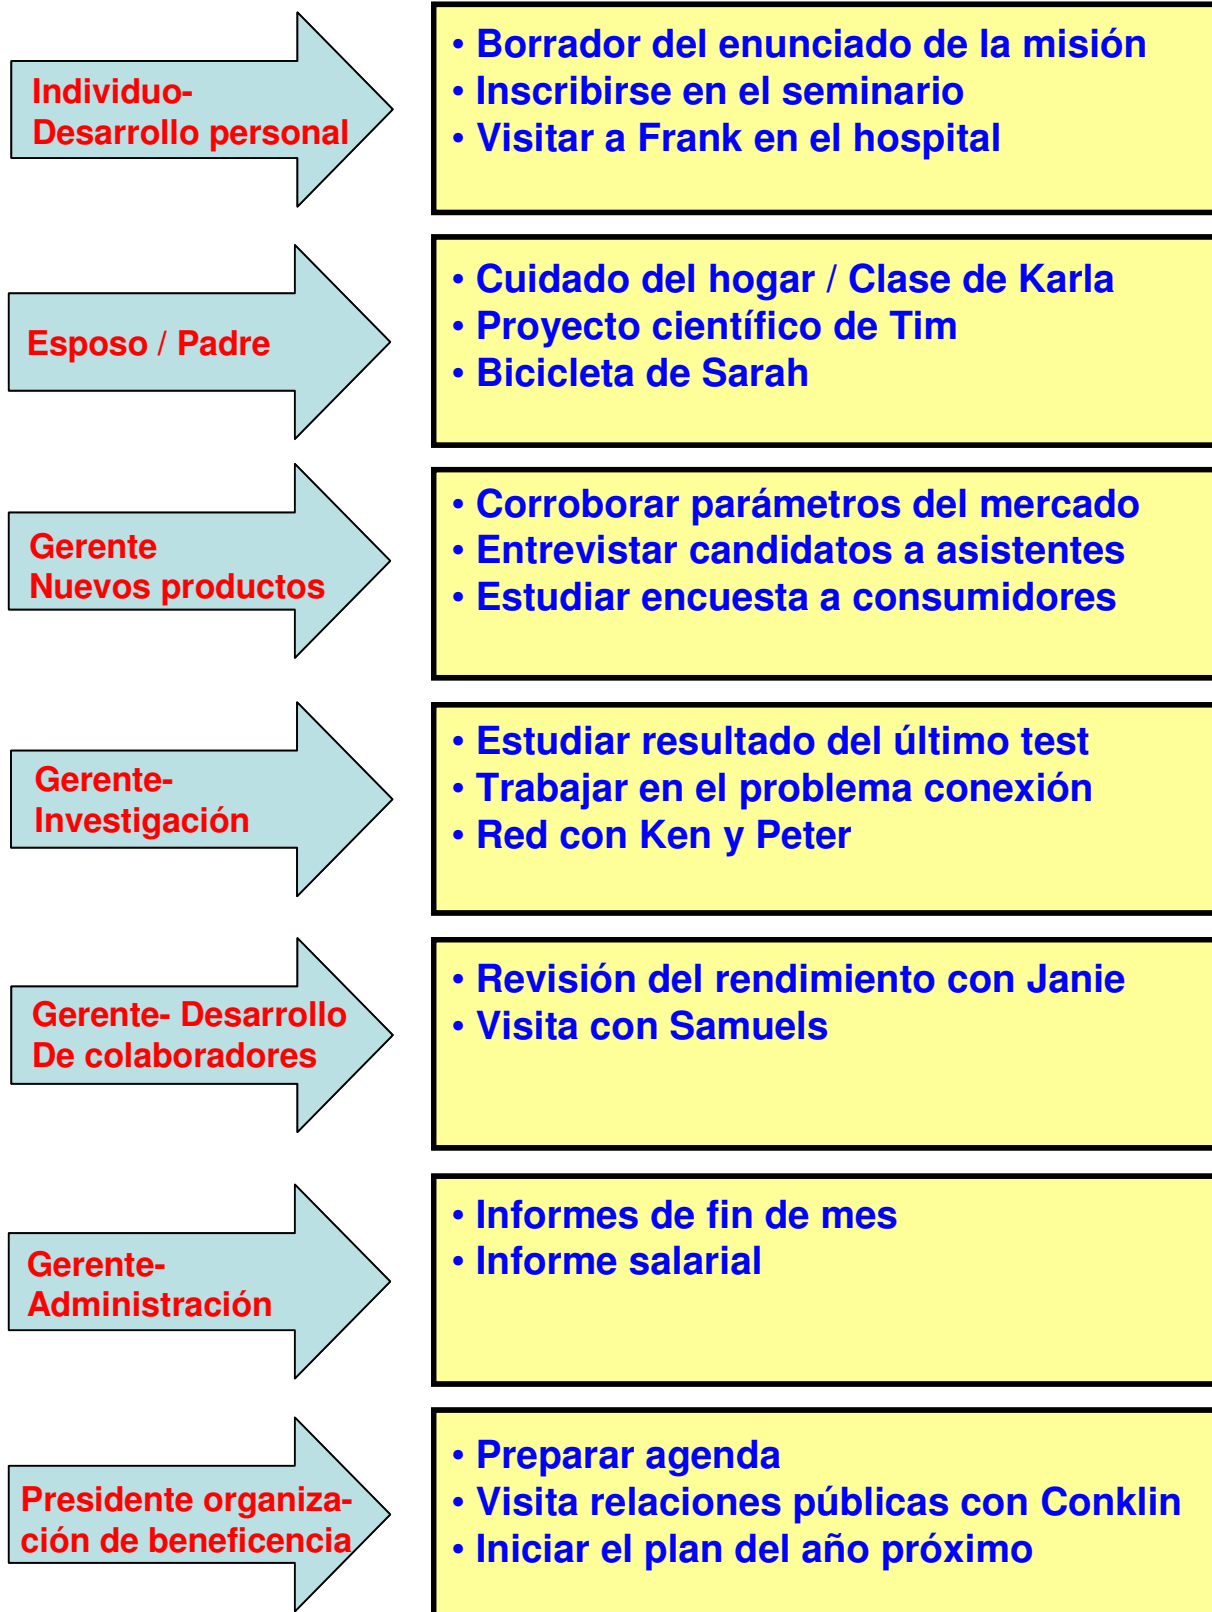 Individuo-
Desarrollo personal
• Borrador del enunciado de la misión
• Inscribirse en el seminario
• Visitar a Frank en el hospital
Esposo / Padre
• Cuidado del hogar / Clase de Karla
• Proyecto científico de Tim
• Bicicleta de Sarah
Gerente
Nuevos productos
• Corroborar parámetros del mercado
• Entrevistar candidatos a asistentes
• Estudiar encuesta a consumidores
Gerente-
Investigación
• Estudiar resultado del último test
• Trabajar en el problema conexión
• Red con Ken y Peter
Gerente- Desarrollo
De colaboradores
• Revisión del rendimiento con Janie
• Visita con Samuels
Gerente-
Administración
• Informes de fin de mes
• Informe salarial
Presidente organiza-
ción de beneficencia
• Preparar agenda
• Visita relaciones públicas con Conklin
• Iniciar el plan del año próximo